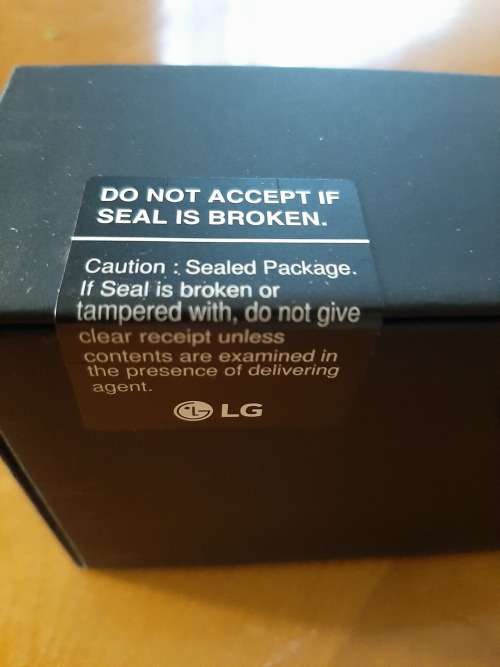 DO NOT ACCEPT IF
SEAL IS BROKEN.
Caution : Sealed Package.
If Seal is broken or
tampered with, do not give
clear receipt unless
contents are examined in
the presence of delivering
agent.
LG